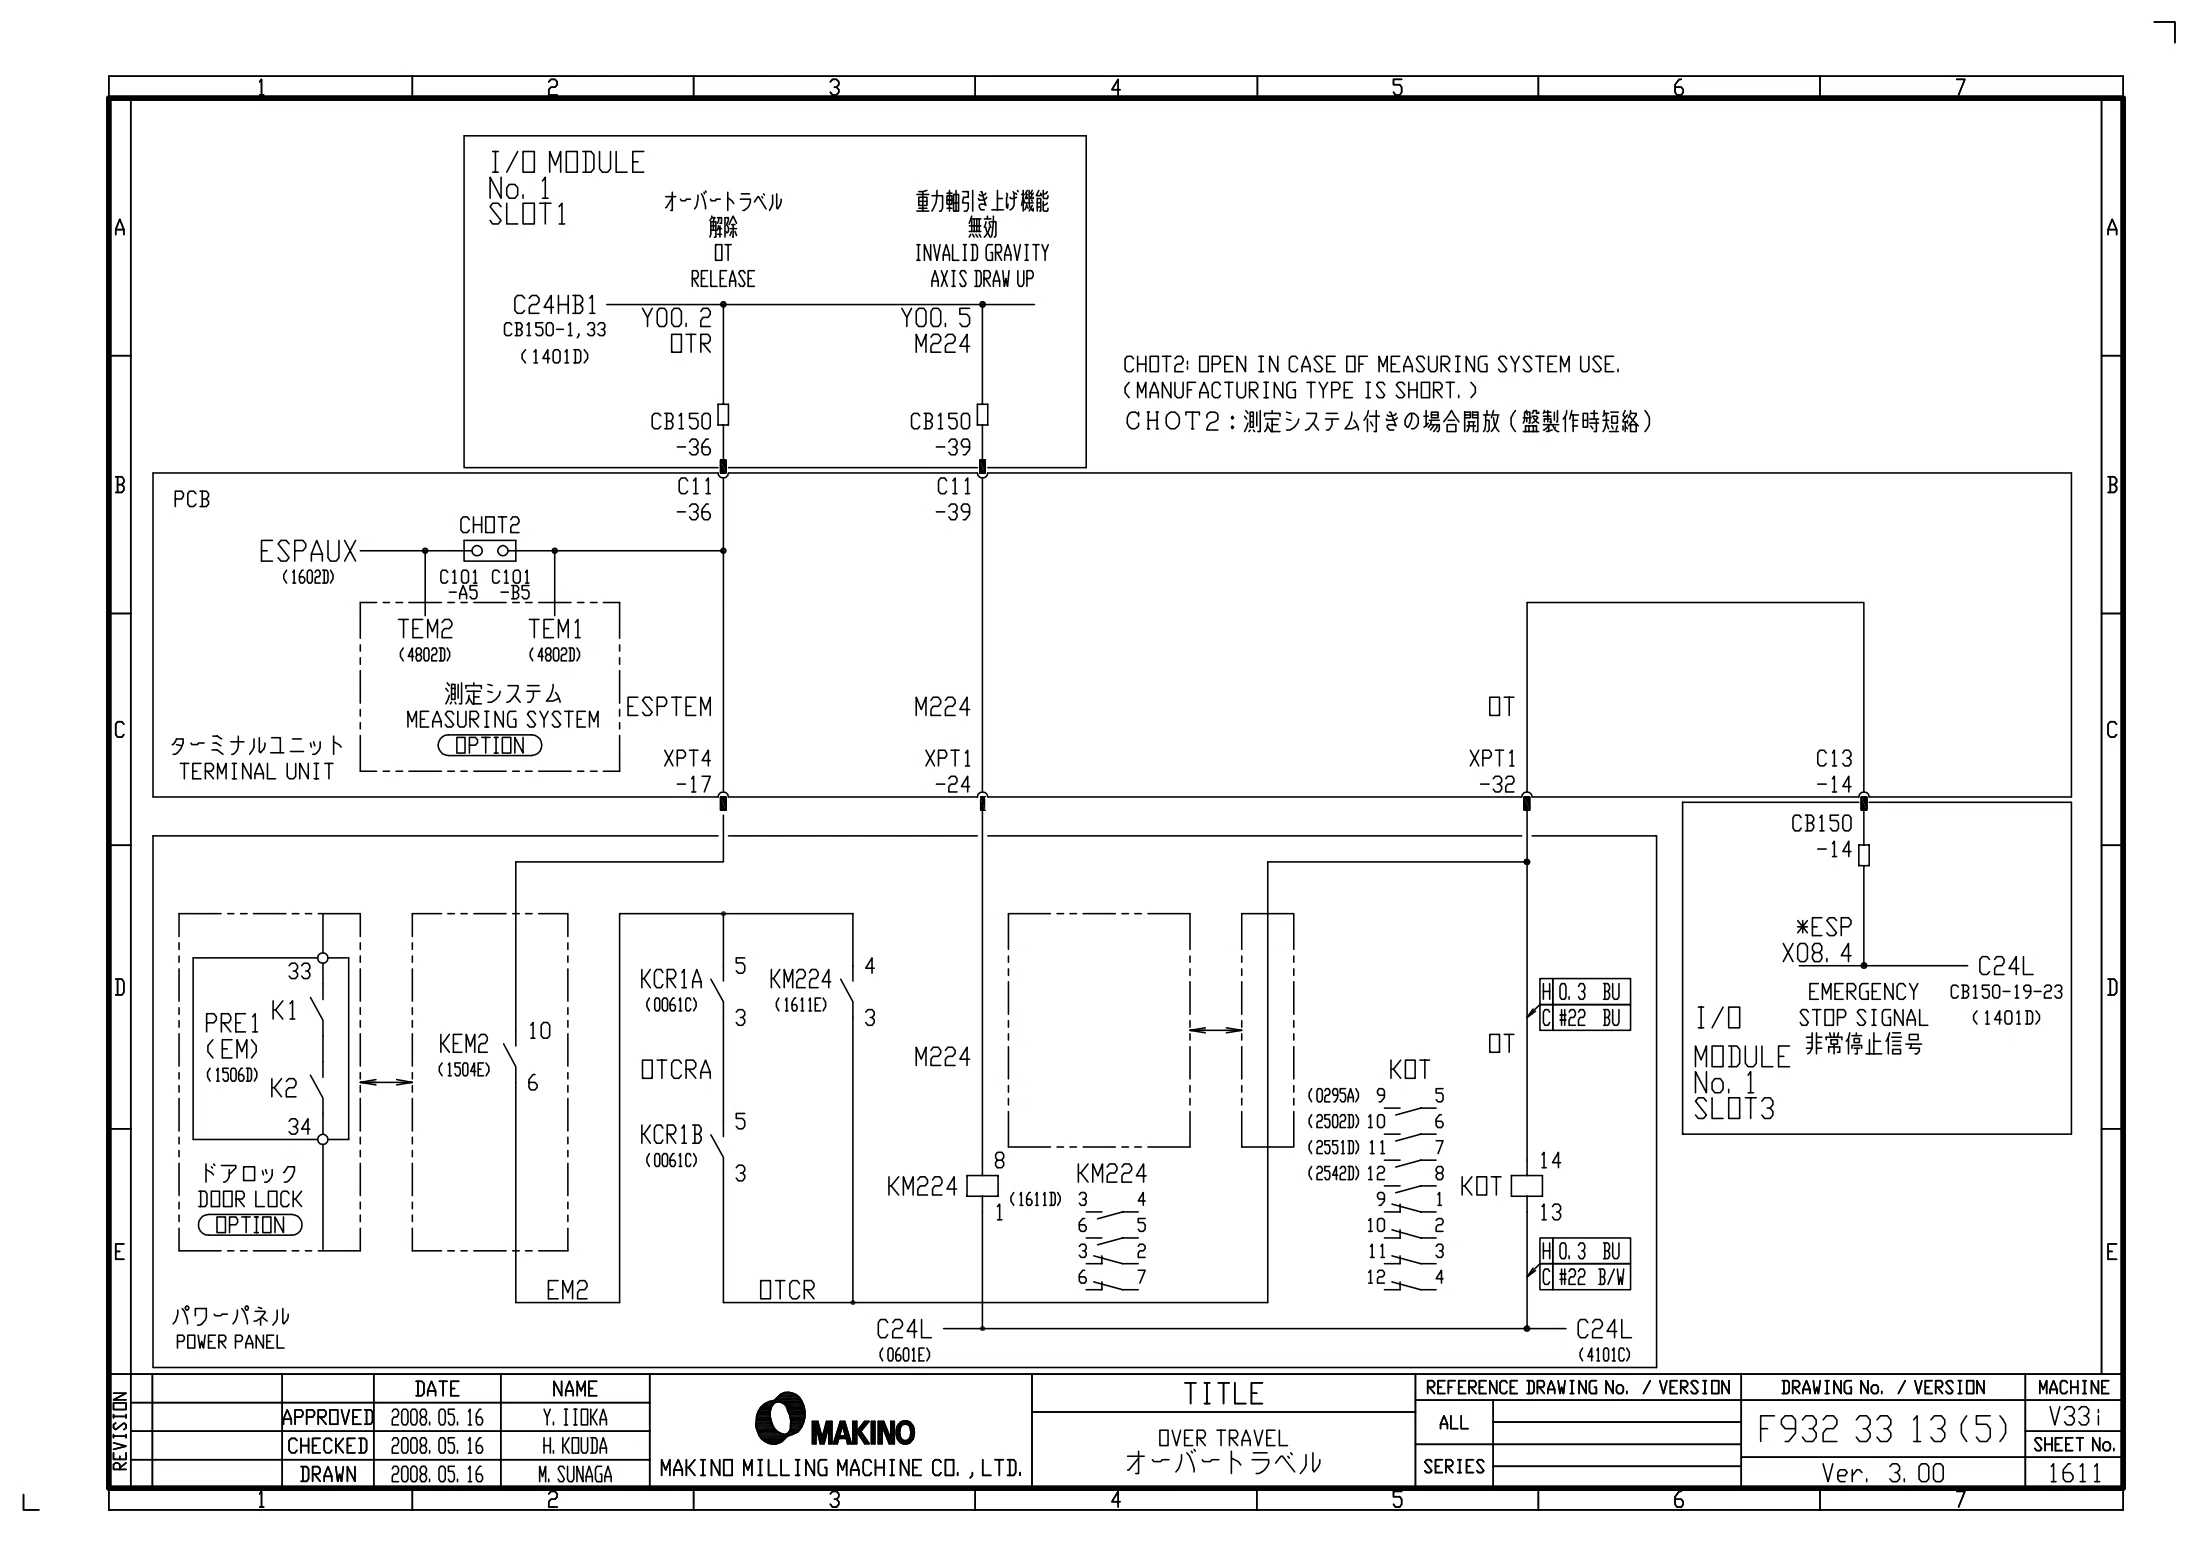 1 2 3 4 5 6 7
A
B
C
D
E
A
B
C
D
E
I/O MODULE
No. 1
SLOT1
オーバートラベル
解除
OT
RELEASE
重力軸引き上げ機能
無効
INVALID GRAVITY
AXIS DRAW UP
C24HB1
CB150-1, 33
(1401D)
Y00. 2
OTR
Y00. 5
M224
CB150
-36
CB150
-39
CHOT2: OPEN IN CASE OF MEASURING SYSTEM USE.
(MANUFACTURING TYPE IS SHORT. )
CHOT2：測定システム付きの場合開放（盤製作時短絡）
PCB
C11
-36
C11
-39
CHOT2
ESPAUX
(1602D)
C101
-A5
C101
-B5
TEM2
(4802D)
TEM1
(4802D)
測定システム
MEASURING SYSTEM
OPTION
ターミナルユニット
TERMINAL UNIT
ESPTEM
M224
OT
XPT4
-17
XPT1
-24
XPT1
-32
C13
-14
CB150
-14
*ESP
X08. 4
C24L
CB150-19-23
(1401D)
EMERGENCY
STOP SIGNAL
非常停止信号
I/O
MODULE
No. 1
SLOT3
33
K1
PRE1
(EM)
(1506D)
K2
34
ドアロック
DOOR LOCK
OPTION
KEM2
(1504E)
10
6
EM2
KCR1A
(0061C)
5
3
KM224
(1611E)
4
3
OTCRA
KCR1B
(0061C)
5
3
OTCR
M224
KM224
8
1
(1611D)
KM224
3 4
6 5
3 2
6 7
KOT
(0295A) 9 5
(2502D) 10 6
(2551D) 11 7
(2542D) 12 8
9 1
10 2
11 3
12 4
OT
H 0. 3 BU
C #22 BU
KOT
14
13
H 0. 3 BU
C #22 B/W
C24L
(0601E)
C24L
(4101C)
パワーパネル
POWER PANEL
REVISION
DATE NAME
APPROVED 2008. 05. 16 Y. IIOKA
CHECKED 2008. 05. 16 H. KOUDA
DRAWN 2008. 05. 16 M. SUNAGA
MAKINO
MAKINO MILLING MACHINE CO. , LTD.
TITLE
OVER TRAVEL
オーバートラベル
REFERENCE DRAWING No. / VERSION
ALL
SERIES
DRAWING No. / VERSION
F932 33 13(5)
Ver. 3. 00
MACHINE
V33i
SHEET No.
1611
1 2 3 4 5 6 7